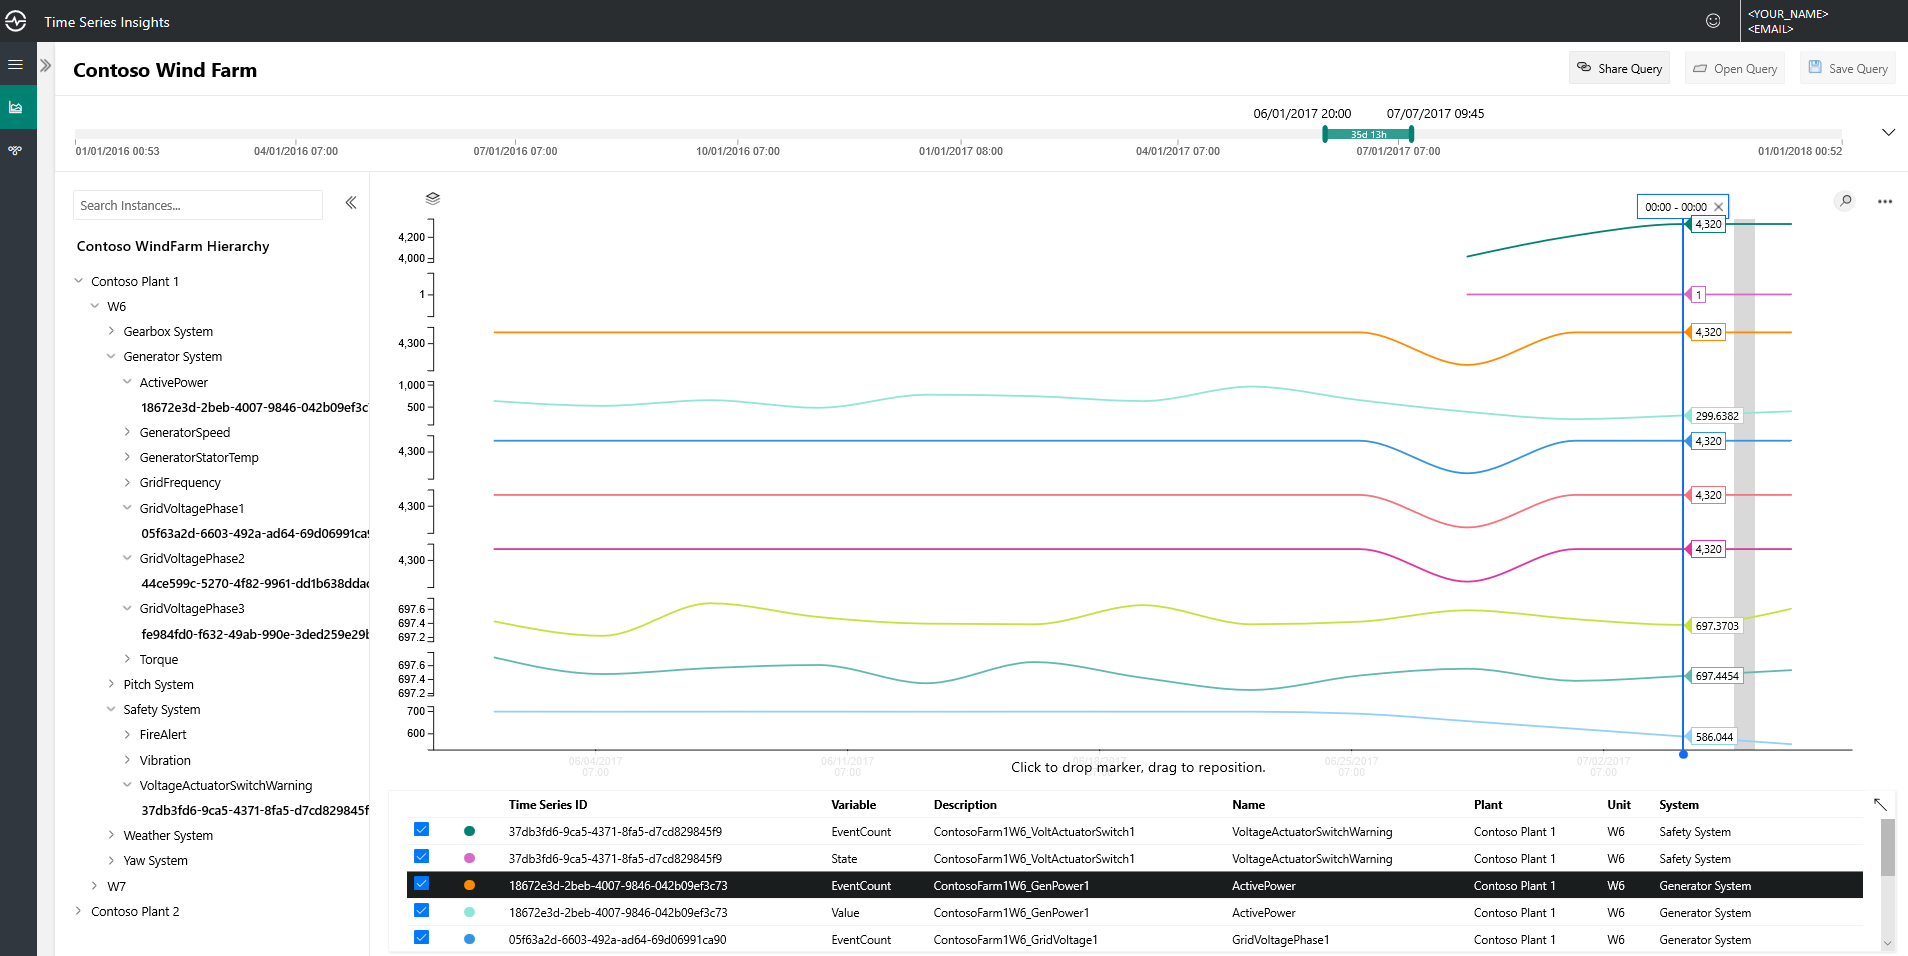 Time Series Insights
<YOUR_NAME>
<EMAIL>
Contoso Wind Farm
Share Query
Open Query
Save Query
06/01/2017 20:00
07/07/2017 09:45
35d 13h
01/01/2016 00:53
04/01/2016 07:00
07/01/2016 07:00
10/01/2016 07:00
01/01/2017 08:00
04/01/2017 07:00
07/01/2017 07:00
01/01/2018 00:52
Search Instances...
Contoso WindFarm Hierarchy
Contoso Plant 1
W6
Gearbox System
Generator System
ActivePower
18672e3d-2beb-4007-9846-042b09ef3c
GeneratorSpeed
GeneratorStatorTemp
GridFrequency
GridVoltagePhase1
05f63a2d-6603-492a-ad64-69d06991ca9
GridVoltagePhase2
44ce599c-5270-4f82-9961-dd1b638ddac
GridVoltagePhase3
fe984fd0-f632-49ab-990e-3ded259e29b
Torque
Pitch System
Safety System
FireAlert
Vibration
VoltageActuatorSwitchWarning
37db3fd6-9ca5-4371-8fa5-d7cd829845f
Weather System
Yaw System
W7
Contoso Plant 2
00:00 - 00:00
4,200
4,000
4,320
1
1
4,300
4,320
1,000
500
299.6382
4,300
4,320
4,300
4,320
4,300
4,320
697.6
697.4
697.2
697.3703
697.6
697.4
697.2
697.4454
700
600
586.044
06/04/2017 07:00
06/11/2017 07:00
06/18/2017 07:00
06/25/2017 07:00
07/02/2017 07:00
Click to drop marker, drag to reposition.
Time Series ID Variable Description Name Plant Unit System
37db3fd6-9ca5-4371-8fa5-d7cd829845f9 EventCount ContosoFarm1W6_VoltActuatorSwitch1 VoltageActuatorSwitchWarning Contoso Plant 1 W6 Safety System
37db3fd6-9ca5-4371-8fa5-d7cd829845f9 State ContosoFarm1W6_VoltActuatorSwitch1 VoltageActuatorSwitchWarning Contoso Plant 1 W6 Safety System
18672e3d-2beb-4007-9846-042b09ef3c73 EventCount ContosoFarm1W6_GenPower1 ActivePower Contoso Plant 1 W6 Generator System
18672e3d-2beb-4007-9846-042b09ef3c73 Value ContosoFarm1W6_GenPower1 ActivePower Contoso Plant 1 W6 Generator System
05f63a2d-6603-492a-ad64-69d06991ca90 EventCount ContosoFarm1W6_GridVoltage1 GridVoltagePhase1 Contoso Plant 1 W6 Generator System